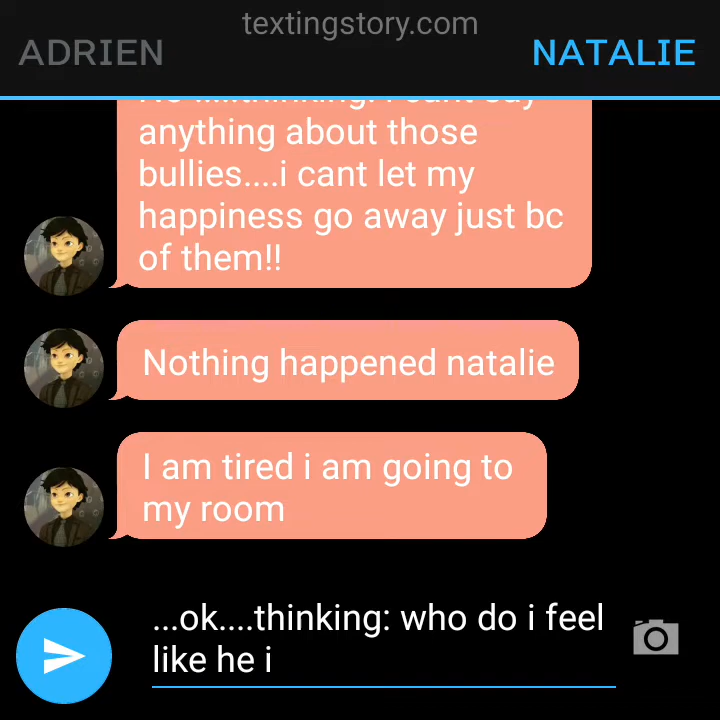 textingstory.com
ADRIEN
NATALIE
anything about those
bullies....i cant let my
happiness go away just bc
of them!!
Nothing happened natalie
I am tired i am going to
my room
...ok....thinking: who do i feel
like he i